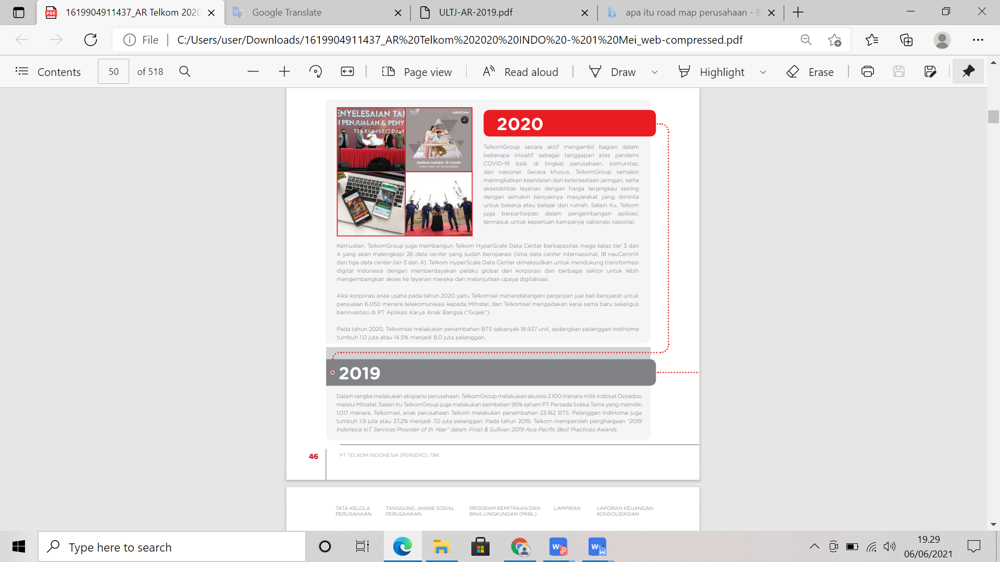 1619904911437_AR Telkom 2020
Google Translate
ULTJ-AR-2019.pdf
apa itu road map perusahaan - B
File
C:/Users/user/Downloads/1619904911437_AR%20Telkom%202020%20INDO%20-%201%20Mei_web-compressed.pdf
Contents
50
of 518
Page view
Read aloud
Draw
Highlight
Erase
ENYELESAIAN TA
I PENJUALAN & PENY
TELKOMSEL DAN
IndiHome
jadikan belajar di rumah
makin mudah dan menyenangkan
2020
TelkomGroup secara aktif mengambil bagian dalam
beberapa inisiatif sebagai tanggapan atas pandemi
COVID-19 baik di tingkat perusahaan, komunitas,
dan nasional. Secara khusus, TelkomGroup semakin
meningkatkan keandalan dan ketersediaan jaringan, serta
aksesibilitas layanan dengan harga terjangkau seiring
dengan semakin banyaknya masyarakat yang diminta
untuk bekerja atau belajar dari rumah. Selain itu, Telkom
juga berpartisipasi dalam pengembangan aplikasi,
termasuk untuk keperluan kampanye vaksinasi nasional.
Kemudian, TelkomGroup juga membangun Telkom HyperScale Data Center berkapasitas mega kelas tier 3 dan
4 yang akan melengkapi 26 data center yang sudah beroperasi (lima data center internasional, 18 neuCentrIX
dan tiga data center tier 3 dan 4). Telkom HyperScale Data Center dimaksudkan untuk mendukung transformasi
digital Indonesia dengan memberdayakan pelaku global dan korporasi dari berbagai sektor untuk lebih
mengembangkan akses ke layanan mereka dan melanjutkan upaya digitalisasi.
Aksi korporasi anak usaha pada tahun 2020 yaitu Telkomsel menandatangani perjanjian jual beli bersyarat untuk
penjualan 6.050 menara telekomunikasi kepada Mitratel, dan Telkomsel mengadakan kerja sama baru sekaligus
berinvestasi di PT Aplikasi Karya Anak Bangsa ("Gojek").
Pada tahun 2020, Telkomsel melakukan penambahan BTS sebanyak 18.937 unit, sedangkan pelanggan IndiHome
tumbuh 1,0 juta atau 14,5% menjadi 8,0 juta pelanggan.
2019
Dalam rangka melakukan ekspansi perusahaan, TelkomGroup melakukan akuisisi 2.100 menara milik Indosat Ooredoo
melalui Mitratel. Selain itu TelkomGroup juga melakukan pembelian 95% saham PT Persada Sokka Tama yang memiliki
1.017 menara. Telkomsel, anak perusahaan Telkom melakukan penambahan 23.162 BTS. Pelanggan IndiHome juga
tumbuh 1,9 juta atau 37,2% menjadi 7,0 juta pelanggan. Pada tahun 2019, Telkom memperoleh penghargaan "2019
Indonesia IoT Services Provider of th Year" dalam Frost & Sullivan 2019 Asia Pacific Best Practices Awards.
46
PT TELKOM INDONESIA (PERSERO) TBK
TATA KELOLA
PERUSAHAAN
TANGGUNG JAWAB SOSIAL
PERUSAHAAN
PROGRAM KEMITRAAN DAN
BINA LINGKUNGAN (PKBL)
LAMPIRAN
LAPORAN KEUANGAN
KONSOLIDASIAN
Type here to search
19.29
06/06/2021